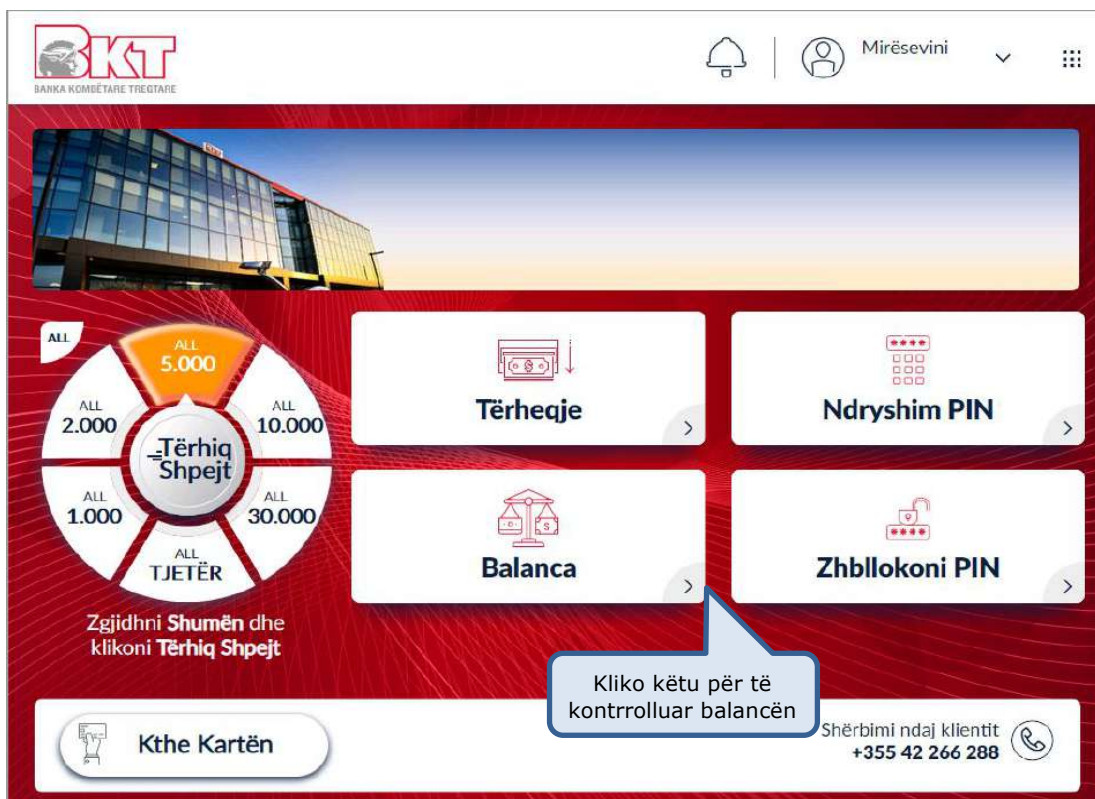 BKT
BANKA KOMBËTARE TREGTARE
Mirësevini
ALL
ALL
5.000
ALL
2.000
ALL
10.000
Tërhiq
Shpejt
ALL
1.000
ALL
30.000
ALL
TJETËR
Zgjidhni Shumën dhe
klikoni Tërhiq Shpejt
Tërheqje
****
Ndryshim PIN
Balanca
****
Zhbllokoni PIN
Kliko këtu për të
kontrrolluar balancën
Kthe Kartën
Shërbimi ndaj klientit
+355 42 266 288